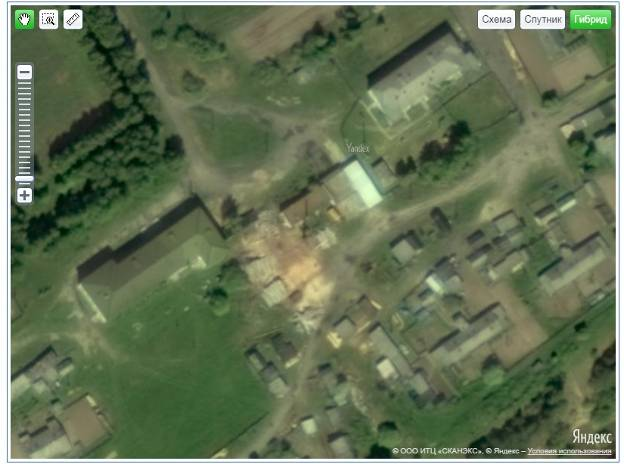 Схема Спутник Гибрид
Yandex
Яндекс
© ООО ИТЦ «СКАНЭКС», © Яндекс – Условия использования